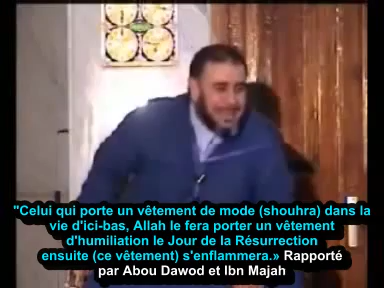 "Celui qui porte un vêtement de mode (shouhra) dans la
vie d'ici-bas, Allah le fera porter un vêtement
d'humiliation le Jour de la Résurrection
ensuite (ce vêtement) s'enflammera.» Rapporté
par Abou Dawod et Ibn Majah